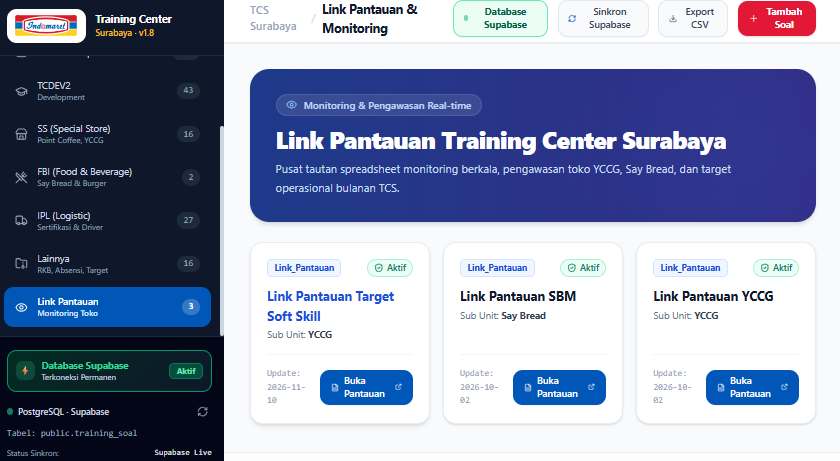 Indomaret
Training Center
Surabaya · v1.8
TCDEV2
Development
43
SS (Special Store)
Point Coffee, YCCG
16
FBI (Food & Beverage)
Say Bread & Burger
2
IPL (Logistic)
Sertifikasi & Driver
27
Lainnya
RKB, Absensi, Target
16
Link Pantauan
Monitoring Toko
3
Database Supabase
Terkoneksi Permanen
Aktif
PostgreSQL · Supabase
Tabel: public.training_soal
Status Sinkron:
Supabase Live
TCS
Surabaya
/
Link Pantauan &
Monitoring
Database
Supabase
Sinkron
Supabase
Export
CSV
Tambah
Soal
Monitoring & Pengawasan Real-time
Link Pantauan Training Center Surabaya
Pusat tautan spreadsheet monitoring berkala, pengawasan toko YCCG, Say Bread, dan target
operasional bulanan TCS.
Link_Pantauan
Aktif
Link Pantauan Target
Soft Skill
Sub Unit: YCCG
Update:
2026-11-
10
Buka
Pantauan
Link_Pantauan
Aktif
Link Pantauan SBM
Sub Unit: Say Bread
Update:
2026-10-
02
Buka
Pantauan
Link_Pantauan
Aktif
Link Pantauan YCCG
Sub Unit: YCCG
Update:
2026-10-
02
Buka
Pantauan